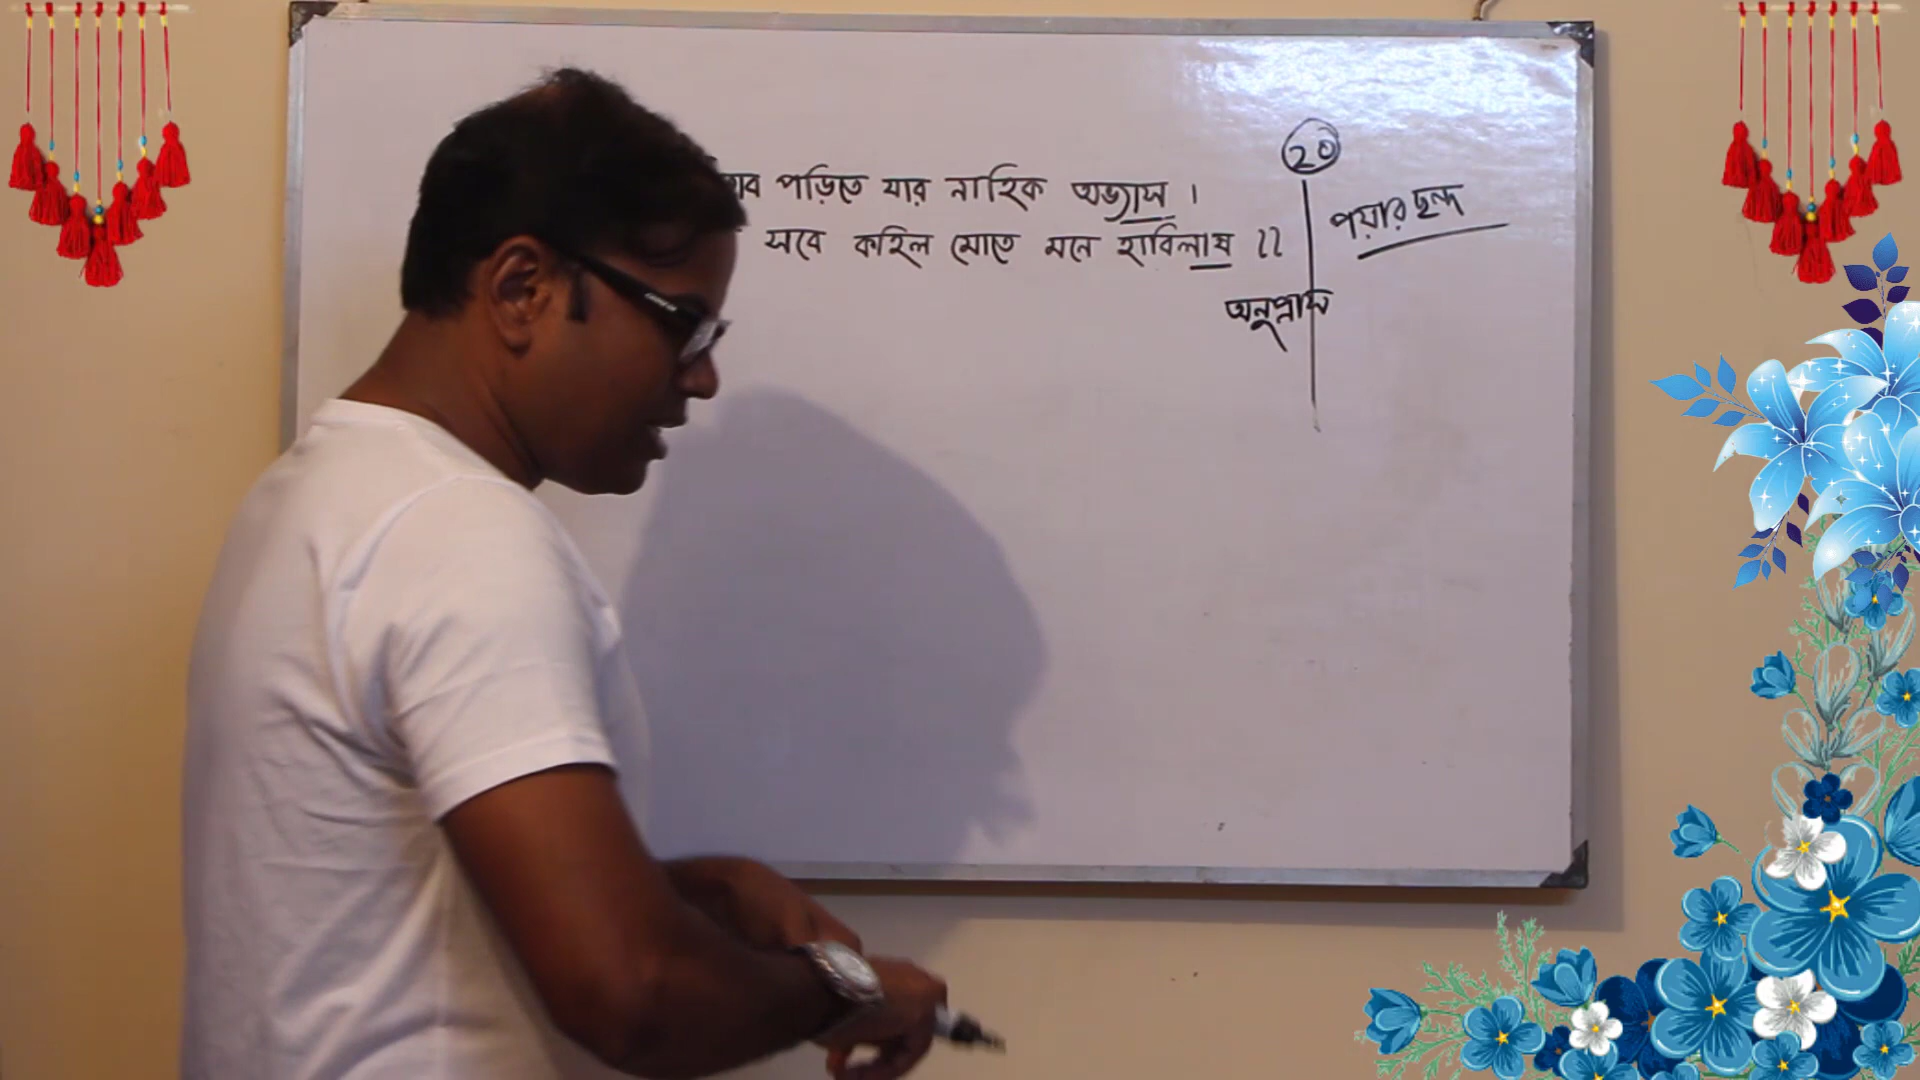 ২০
পড়িতে যার নাহিক অভ্যাস ।
পয়ার ছন্দ
সবে কহিল মোতে মনে হাবিলাষ ।।
অনুপ্রাস